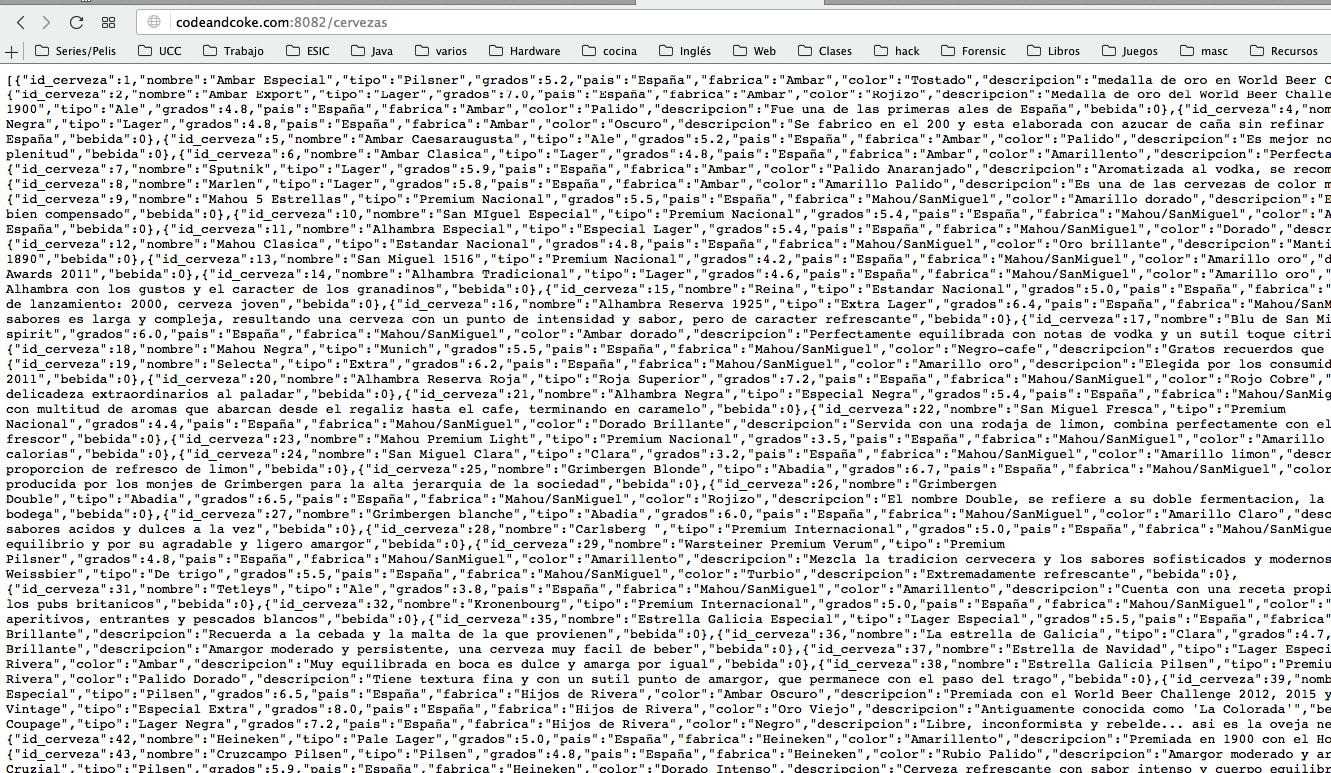 codeandcoke.com:8082/cervezas
Series/Pelis UCC Trabajo ESIC Java varios Hardware cocina Inglés Web Clases hack Forensic Libros Juegos masc Recursos
[{"id_cerveza":1,"nombre":"Ambar Especial","tipo":"Pilsner","grados":5.2,"pais":"España","fabrica":"Ambar","color":"Tostado","descripcion":"medalla de oro en World Beer C
{"id_cerveza":2,"nombre":"Ambar Export","tipo":"Lager","grados":7.0,"pais":"España","fabrica":"Ambar","color":"Rojizo","descripcion":"Medalla de oro del World Beer Challe
1900","tipo":"Ale","grados":4.8,"pais":"España","fabrica":"Ambar","color":"Palido","descripcion":"Fue una de las primeras ales de España","bebida":0},{"id_cerveza":4,"nom
Negra","tipo":"Lager","grados":4.8,"pais":"España","fabrica":"Ambar","color":"Oscuro","descripcion":"Se fabrico en el 200 y esta elaborada con azucar de caña sin refinar
España","bebida":0},{"id_cerveza":5,"nombre":"Ambar Caesaraugusta","tipo":"Ale","grados":5.2,"pais":"España","fabrica":"Ambar","color":"Palido","descripcion":"Es mejor no
plenitud","bebida":0},{"id_cerveza":6,"nombre":"Ambar Clasica","tipo":"Lager","grados":4.8,"pais":"España","fabrica":"Ambar","color":"Amarillento","descripcion":"Perfecta
{"id_cerveza":7,"nombre":"Sputnik","tipo":"Lager","grados":5.9,"pais":"España","fabrica":"Ambar","color":"Palido Anaranjado","descripcion":"Aromatizada al vodka, se recom
{"id_cerveza":8,"nombre":"Marlen","tipo":"Lager","grados":5.8,"pais":"España","fabrica":"Ambar","color":"Amarillo Palido","descripcion":"Es una de las cervezas de color m
{"id_cerveza":9,"nombre":"Mahou 5 Estrellas","tipo":"Premium Nacional","grados":5.5,"pais":"España","fabrica":"Mahou/SanMiguel","color":"Amarillo dorado","descripcion":"E
bien compensado","bebida":0},{"id_cerveza":10,"nombre":"San MIguel Especial","tipo":"Premium Nacional","grados":5.4,"pais":"España","fabrica":"Mahou/SanMiguel","color":"A
España","bebida":0},{"id_cerveza":11,"nombre":"Alhambra Especial","tipo":"Especial Lager","grados":5.4,"pais":"España","fabrica":"Mahou/SanMiguel","color":"Dorado","descr
{"id_cerveza":12,"nombre":"Mahou Clasica","tipo":"Estandar Nacional","grados":4.8,"pais":"España","fabrica":"Mahou/SanMiguel","color":"Oro brillante","descripcion":"Manti
1890","bebida":0},{"id_cerveza":13,"nombre":"San Miguel 1516","tipo":"Premium Nacional","grados":4.2,"pais":"España","fabrica":"Mahou/SanMiguel","color":"Amarillo oro","d
Awards 2011","bebida":0},{"id_cerveza":14,"nombre":"Alhambra Tradicional","tipo":"Lager","grados":4.6,"pais":"España","fabrica":"Mahou/SanMiguel","color":"Amarillo oro","
Alhambra con los gustos y el caracter de los granadinos","bebida":0},{"id_cerveza":15,"nombre":"Reina","tipo":"Estandar Nacional","grados":5.0,"pais":"España","fabrica":"
de lanzamiento: 2000, cerveza joven","bebida":0},{"id_cerveza":16,"nombre":"Alhambra Reserva 1925","tipo":"Extra Lager","grados":6.4,"pais":"España","fabrica":"Mahou/SanM
sabores es larga y compleja, resultando una cerveza con un punto de intensidad y sabor, pero de caracter refrescante","bebida":0},{"id_cerveza":17,"nombre":"Blu de San Mi
spirit","grados":6.0,"pais":"España","fabrica":"Mahou/SanMiguel","color":"Ambar dorado","descripcion":"Perfectamente equilibrada con notas de vodka y un sutil toque citri
{"id_cerveza":18,"nombre":"Mahou Negra","tipo":"Munich","grados":5.5,"pais":"España","fabrica":"Mahou/SanMiguel","color":"Negro-cafe","descripcion":"Gratos recuerdos que
{"id_cerveza":19,"nombre":"Selecta","tipo":"Extra","grados":6.2,"pais":"España","fabrica":"Mahou/SanMiguel","color":"Amarillo oro","descripcion":"Elegida por los consumid
2011","bebida":0},{"id_cerveza":20,"nombre":"Alhambra Reserva Roja","tipo":"Roja Superior","grados":7.2,"pais":"España","fabrica":"Mahou/SanMiguel","color":"Rojo Cobre","
delicadeza extraordinarios al paladar","bebida":0},{"id_cerveza":21,"nombre":"Alhambra Negra","tipo":"Especial Negra","grados":5.4,"pais":"España","fabrica":"Mahou/SanMig
con multitud de aromas que abarcan desde el regaliz hasta el cafe, terminando en caramelo","bebida":0},{"id_cerveza":22,"nombre":"San Miguel Fresca","tipo":"Premium
Nacional","grados":4.4,"pais":"España","fabrica":"Mahou/SanMiguel","color":"Dorado Brillante","descripcion":"Servida con una rodaja de limon, combina perfectamente con el
frescor","bebida":0},{"id_cerveza":23,"nombre":"Mahou Premium Light","tipo":"Premium Nacional","grados":3.5,"pais":"España","fabrica":"Mahou/SanMiguel","color":"Amarillo
calorias","bebida":0},{"id_cerveza":24,"nombre":"San Miguel Clara","tipo":"Clara","grados":3.2,"pais":"España","fabrica":"Mahou/SanMiguel","color":"Amarillo limon","descr
proporcion de refresco de limon","bebida":0},{"id_cerveza":25,"nombre":"Grimbergen Blonde","tipo":"Abadia","grados":6.7,"pais":"España","fabrica":"Mahou/SanMiguel","color
producida por los monjes de Grimbergen para la alta jerarquia de la sociedad","bebida":0},{"id_cerveza":26,"nombre":"Grimbergen
Double","tipo":"Abadia","grados":6.5,"pais":"España","fabrica":"Mahou/SanMiguel","color":"Rojizo","descripcion":"El nombre Double, se refiere a su doble fermentacion, la
bodega","bebida":0},{"id_cerveza":27,"nombre":"Grimbergen blanche","tipo":"Abadia","grados":6.0,"pais":"España","fabrica":"Mahou/SanMiguel","color":"Amarillo Claro","desc
sabores acidos y dulces a la vez","bebida":0},{"id_cerveza":28,"nombre":"Carlsberg ","tipo":"Premium Internacional","grados":5.0,"pais":"España","fabrica":"Mahou/SanMigue
equilibrio y por su agradable y ligero amargor","bebida":0},{"id_cerveza":29,"nombre":"Warsteiner Premium Verum","tipo":"Premium
Pilsner","grados":4.8,"pais":"España","fabrica":"Mahou/SanMiguel","color":"Amarillento","descripcion":"Mezcla la tradicion cervecera y los sabores sofisticados y modernos
Weissbier","tipo":"De trigo","grados":5.5,"pais":"España","fabrica":"Mahou/SanMiguel","color":"Turbio","descripcion":"Extremadamente refrescante","bebida":0},
{"id_cerveza":31,"nombre":"Tetleys","tipo":"Ale","grados":3.8,"pais":"España","fabrica":"Mahou/SanMiguel","color":"Amarillento","descripcion":"Cuenta con una receta propi
los pubs britanicos","bebida":0},{"id_cerveza":32,"nombre":"Kronenbourg","tipo":"Premium Internacional","grados":5.0,"pais":"España","fabrica":"Mahou/SanMiguel","color":"
aperitivos, entrantes y pescados blancos","bebida":0},{"id_cerveza":35,"nombre":"Estrella Galicia Especial","tipo":"Lager Especial","grados":5.5,"pais":"España","fabrica"
Brillante","descripcion":"Recuerda a la cebada y la malta de la que provienen","bebida":0},{"id_cerveza":36,"nombre":"La estrella de Galicia","tipo":"Clara","grados":4.7,
Brillante","descripcion":"Amargor moderado y persistente, una cerveza muy facil de beber","bebida":0},{"id_cerveza":37,"nombre":"Estrella de Navidad","tipo":"Lager Especi
Rivera","color":"Ambar","descripcion":"Muy equilibrada en boca es dulce y amarga por igual","bebida":0},{"id_cerveza":38,"nombre":"Estrella Galicia Pilsen","tipo":"Premiu
Rivera","color":"Palido Dorado","descripcion":"Tiene textura fina y con un sutil punto de amargor, que permanece con el paso del trago","bebida":0},{"id_cerveza":39,"nomb
Especial","tipo":"Pilsen","grados":6.5,"pais":"España","fabrica":"Hijos de Rivera","color":"Ambar Oscuro","descripcion":"Premiada con el World Beer Challenge 2012, 2015 y
Vintage","tipo":"Especial Extra","grados":8.0,"pais":"España","fabrica":"Hijos de Rivera","color":"Oro Viejo","descripcion":"Antiguamente conocida como 'La Colorada'","be
Coupage","tipo":"Lager Negra","grados":7.2,"pais":"España","fabrica":"Hijos de Rivera","color":"Negro","descripcion":"Libre, inconformista y rebelde... asi es la oveja ne
{"id_cerveza":42,"nombre":"Heineken","tipo":"Pale Lager","grados":5.0,"pais":"España","fabrica":"Heineken","color":"Amarillento","descripcion":"Premiada en 1900 con el Ho
{"id_cerveza":43,"nombre":"Cruzcampo Pilsen","tipo":"Pilsen","grados":4.8,"pais":"España","fabrica":"Heineken","color":"Rubio Palido","descripcion":"Amargor moderado y ar
Cruzial","tipo":"Pilsen","grados":5.9,"pais":"España","fabrica":"Heineken","color":"Dorado Intenso","descripcion":"Cerveza refrescante con sabor intenso y cuerpo equilibr